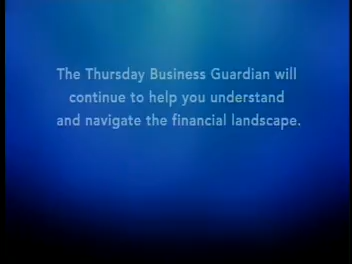 The Thursday Business Guardian will
continue to help you understand
and navigate the financial landscape.